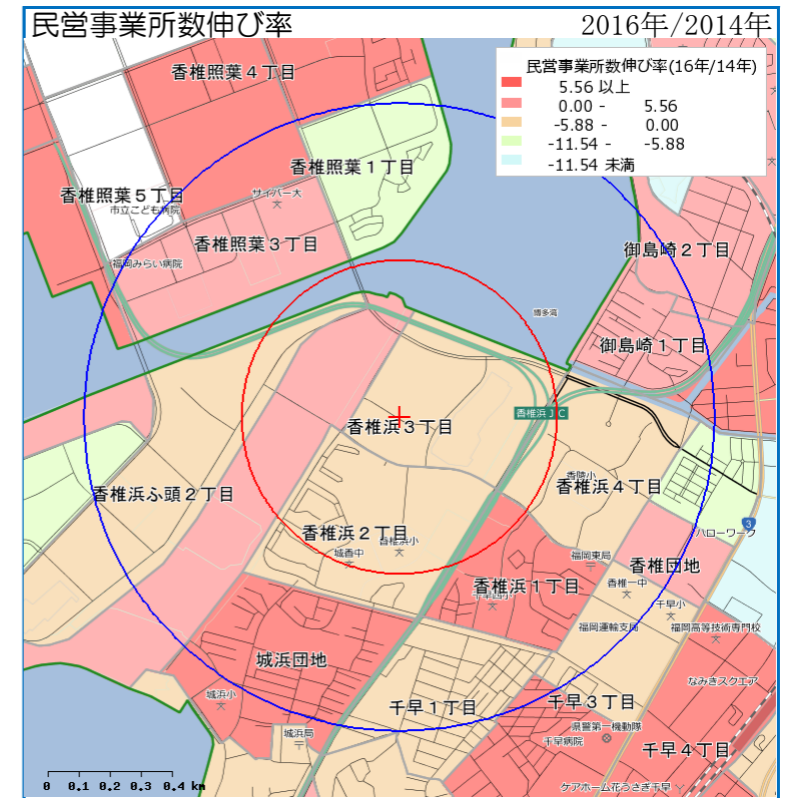 民営事業所数伸び率
2016年/2014年
民営事業所数伸び率(16年/14年)
5.56 以上
0.00 - 5.56
-5.88 - 0.00
-11.54 - -5.88
-11.54 未満
香椎照葉4丁目
香椎照葉1丁目
香椎照葉5丁目
サイバー大
市立こども病院
香椎照葉3丁目
福岡みらい病院
御島崎2丁目
博多湾
御島崎1丁目
香椎浜JC
香椎浜3丁目
香陵小
香椎浜4丁目
香椎浜ふ頭2丁目
3
ハローワーク
香椎浜2丁目
香椎浜小
城香中
福岡東局
香椎団地
香椎浜1丁目
香椎一中
千早西小
千早小
福岡運輸支局
福岡高等技術専門校
城浜団地
なみきスクエア
城浜小
千早1丁目
千早3丁目
県警第一機動隊
城浜局
千早病院
千早4丁目
0 0.1 0.2 0.3 0.4 km
ケアホーム花うさぎ千早